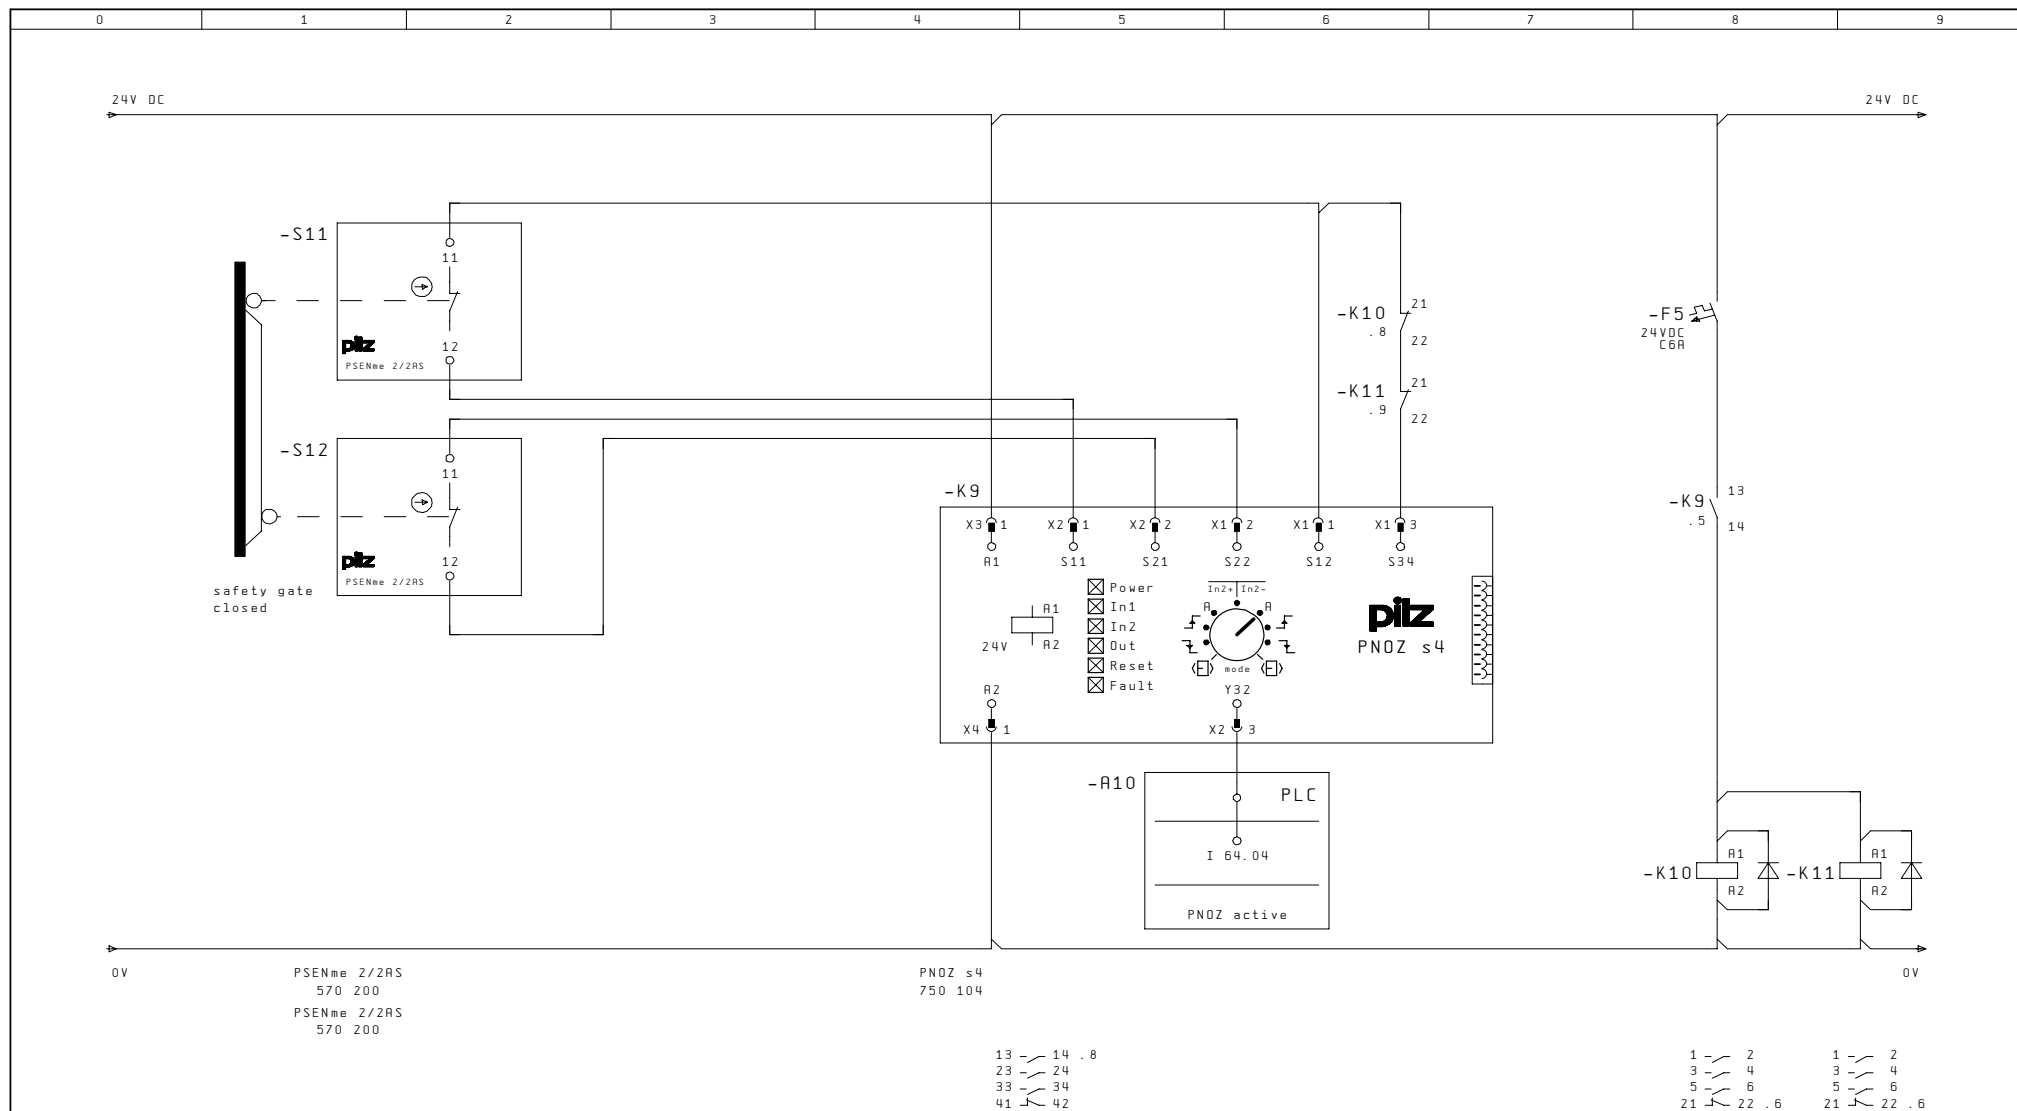 0 1 2 3 4 5 6 7 8 9
24V DC 24V DC
-S11
11
12
pilz
PSENme 2/2AS
-S12
11
12
pilz
PSENme 2/2AS
safety gate
closed
-K10
.8
21
22
-K11
.9
21
22
-F5
24VDC
C6A
-K9
.5
13
14
-K9
X3 1 X2 1 X2 2 X1 2 X1 1 X1 3
A1 S11 S21 S22 S12 S34
A1
24V A2
Power
In1
In2
Out
Reset
Fault
In2+ In2-
A A
mode
pilz
PNOZ s4
A2 Y32
X4 1 X2 3
-A10
PLC
I 64.04
PNOZ active
-K10
A1
A2
-K11
A1
A2
0V 0V
PSENme 2/2AS
570 200
PSENme 2/2AS
570 200
PNOZ s4
750 104
13 14 .8
23 24
33 34
41 42
1 2
3 4
5 6
21 22 .6
1 2
3 4
5 6
21 22 .6